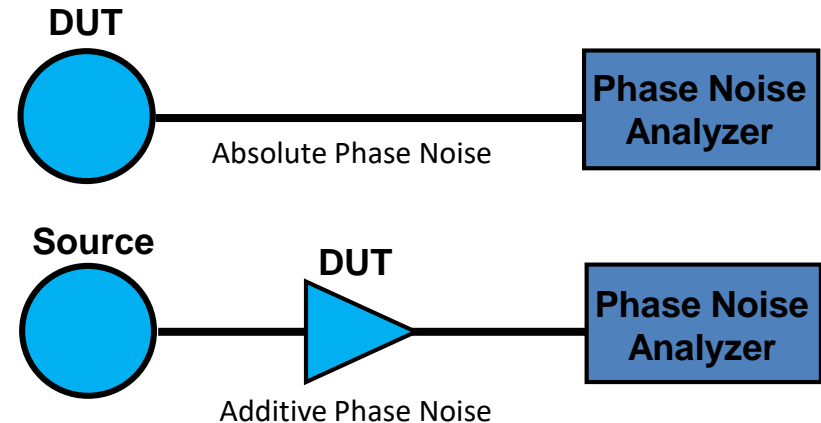 DUT
Phase Noise
Analyzer
Absolute Phase Noise
Source
DUT
Phase Noise
Analyzer
Additive Phase Noise